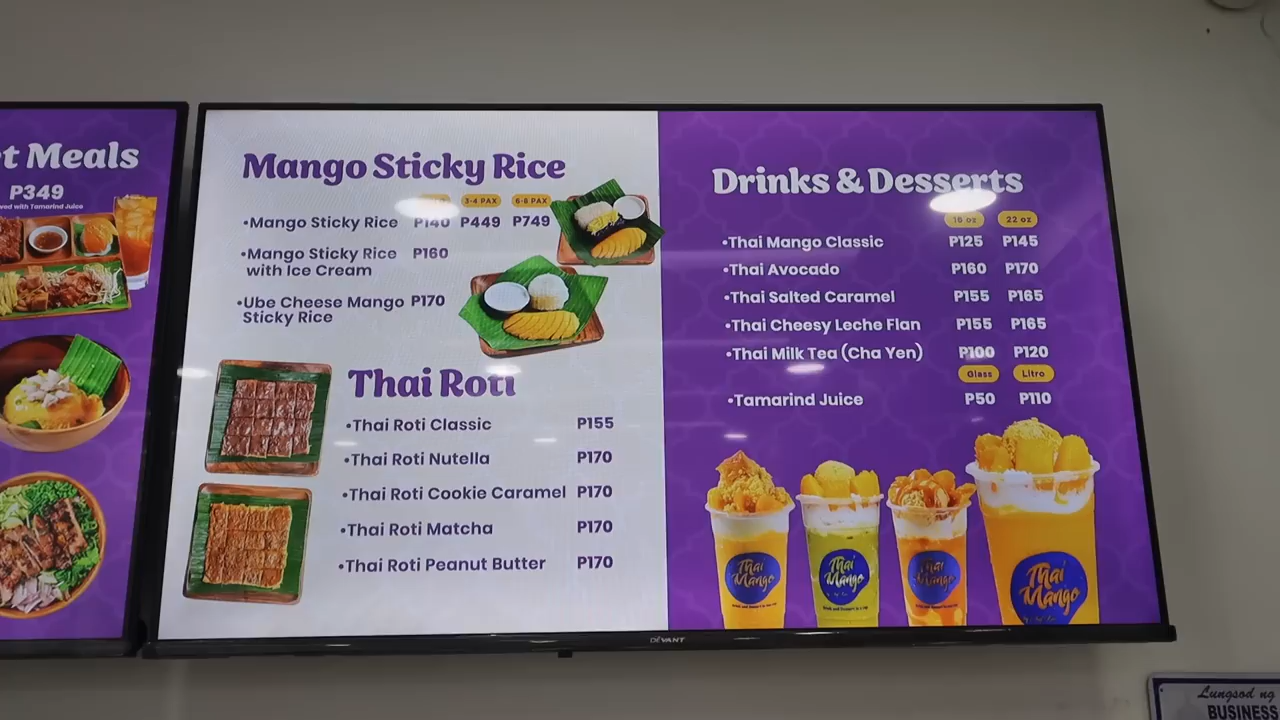 t Meals
P349
ved with Tamarind Juice
Mango Sticky Rice
3-4 PAX 6-8 PAX
•Mango Sticky Rice P140 P449 P749
•Mango Sticky Rice P160
with Ice Cream
•Ube Cheese Mango P170
Sticky Rice
Thai Roti
•Thai Roti Classic P155
•Thai Roti Nutella P170
•Thai Roti Cookie Caramel P170
•Thai Roti Matcha P170
•Thai Roti Peanut Butter P170
Drinks & Desserts
16 oz 22 oz
•Thai Mango Classic P125 P145
•Thai Avocado P160 P170
•Thai Salted Caramel P155 P165
•Thai Cheesy Leche Flan P155 P165
•Thai Milk Tea (Cha Yen) P100 P120
Glass Litro
•Tamarind Juice P50 P110
Thai Mango
Thai Mango
Thai Mango
Thai Mango
DEVANT
Lungsod ng
BUSINESS